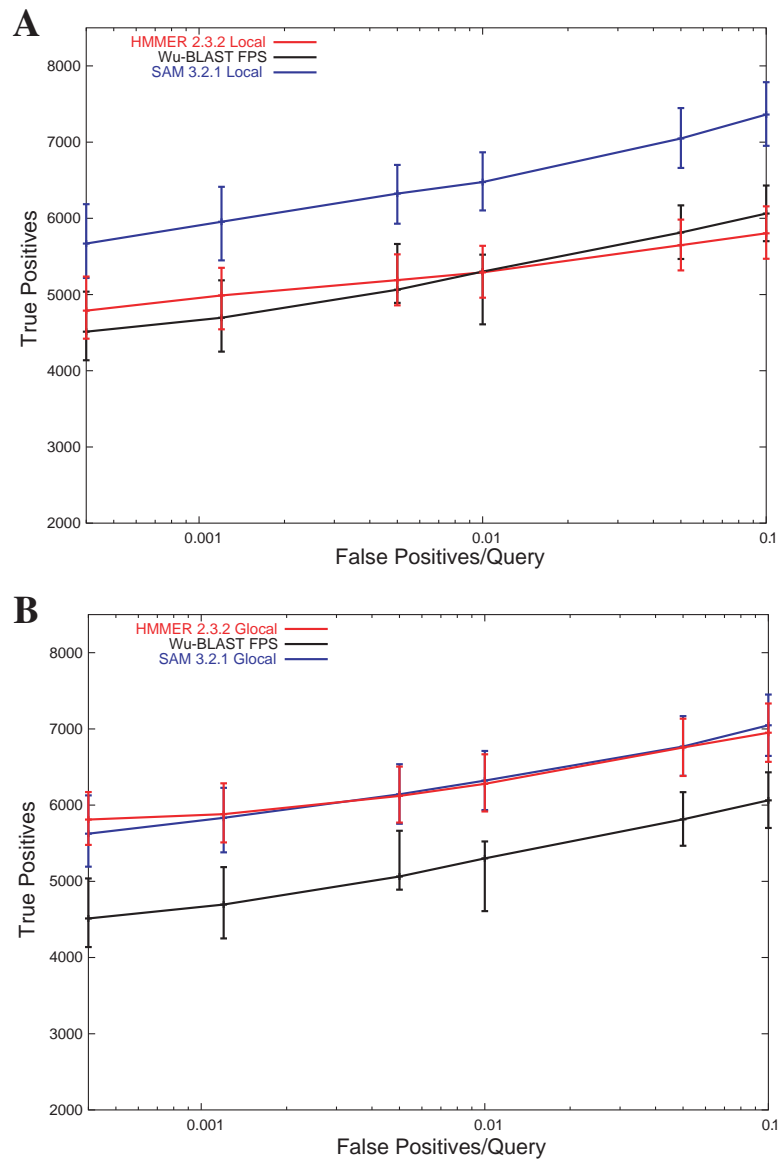 A
HMMER 2.3.2 Local
Wu-BLAST FPS
SAM 3.2.1 Local
8000
7000
6000
5000
4000
3000
2000
True Positives
0.001
0.01
0.1
False Positives/Query
B
HMMER 2.3.2 Glocal
Wu-BLAST FPS
SAM 3.2.1 Glocal
8000
7000
6000
5000
4000
3000
2000
True Positives
0.001
0.01
0.1
False Positives/Query